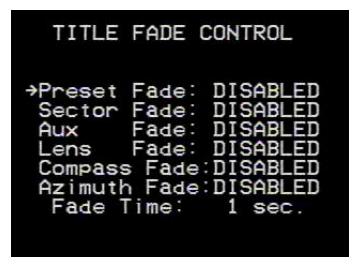 TITLE FADE CONTROL
→Preset Fade: DISABLED
Sector Fade: DISABLED
Aux Fade: DISABLED
Lens Fade: DISABLED
Compass Fade:DISABLED
Azimuth Fade:DISABLED
Fade Time: 1 sec.